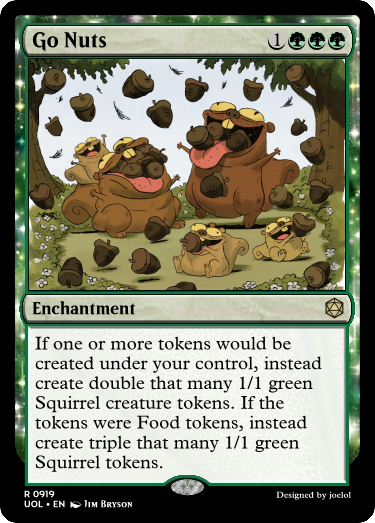 Go Nuts 1
Enchantment
If one or more tokens would be
created under your control, instead
create double that many 1/1 green
Squirrel creature tokens. If the
tokens were Food tokens, instead
create triple that many 1/1 green
Squirrel tokens.
R 0919
UOL • EN Jim Bryson
Designed by joelol